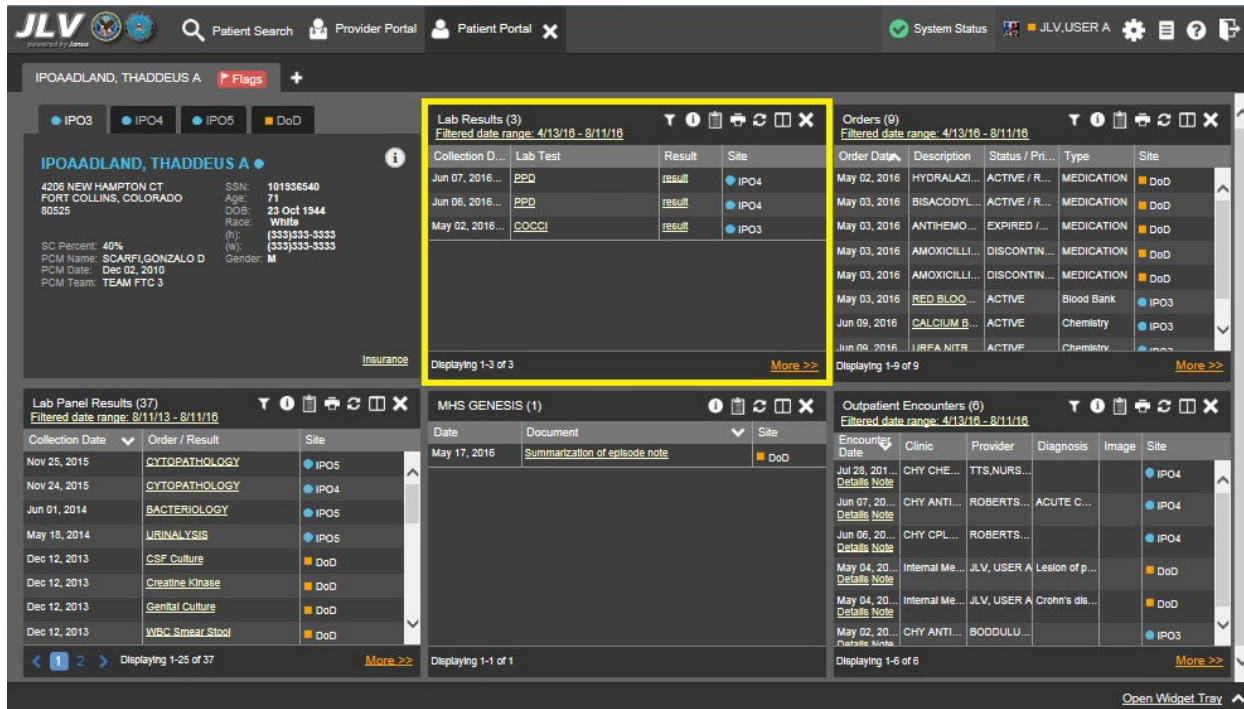 JLV Patient Search Provider Portal Patient Portal System Status JLV,USER A
powered by Janus
IPOAADLAND, THADDEUS A Flags
IPO3 IPO4 IPO5 DoD
IPOAADLAND, THADDEUS A
4206 NEW HAMPTON CT
FORT COLLINS, COLORADO
80525
SC Percent: 40%
PCM Name: SCARFI,GONZALO D
PCM Date: Dec 02, 2010
PCM Team: TEAM FTC 3
SSN: 101936540
Age: 71
DOB: 23 Oct 1944
Race: White
(h): (333)333-3333
(w): (333)333-3333
Gender: M
Insurance
Lab Results (3)
Filtered date range: 4/13/16 - 8/11/16
Collection D... Lab Test Result Site
Jun 07, 2016... PPD result IPO4
Jun 06, 2016... PPD result IPO4
May 02, 2016... COCCI result IPO3
Displaying 1-3 of 3 More >>
Orders (9)
Filtered date range: 4/13/16 - 8/11/16
Order Date Description Status / Pri... Type Site
May 02, 2016 HYDRALAZI... ACTIVE / R... MEDICATION DoD
May 03, 2016 BISACODYL... ACTIVE / R... MEDICATION DoD
May 03, 2016 ANTIHEMO... EXPIRED /... MEDICATION DoD
May 03, 2016 AMOXICILLI... DISCONTIN... MEDICATION DoD
May 03, 2016 AMOXICILLI... DISCONTIN... MEDICATION DoD
May 03, 2016 RED BLOO... ACTIVE Blood Bank IPO3
Jun 09, 2016 CALCIUM B... ACTIVE Chemistry IPO3
Jun 09, 2016 UREA NITR... ACTIVE Chemistry IPO3
Displaying 1-9 of 9 More >>
Lab Panel Results (37)
Filtered date range: 8/11/13 - 8/11/16
Collection Date Order / Result Site
Nov 25, 2015 CYTOPATHOLOGY IPO5
Nov 24, 2015 CYTOPATHOLOGY IPO4
Jun 01, 2014 BACTERIOLOGY IPO5
May 18, 2014 URINALYSIS IPO5
Dec 12, 2013 CSF Culture DoD
Dec 12, 2013 Creatine Kinase DoD
Dec 12, 2013 Genital Culture DoD
Dec 12, 2013 WBC Smear Stool DoD
1 2 Displaying 1-25 of 37 More >>
MHS GENESIS (1)
Date Document Site
May 17, 2016 Summarization of episode note DoD
Displaying 1-1 of 1
Outpatient Encounters (6)
Filtered date range: 4/13/16 - 8/11/16
Encounter Date Clinic Provider Diagnosis Image Site
Jul 28, 201... CHY CHE... TTS,NURS... IPO4
Details Note
Jun 07, 20... CHY ANTI... ROBERTS... ACUTE C... IPO4
Details Note
Jun 06, 20... CHY CPL... ROBERTS... IPO4
Details Note
May 04, 20... Internal Me... JLV, USER A Lesion of p... DoD
Details Note
May 04, 20... Internal Me... JLV, USER A Crohn's dis... DoD
Details Note
May 02, 20... CHY ANTI... BODDULU... IPO3
Details Note
Displaying 1-6 of 6 More >>
Open Widget Tray